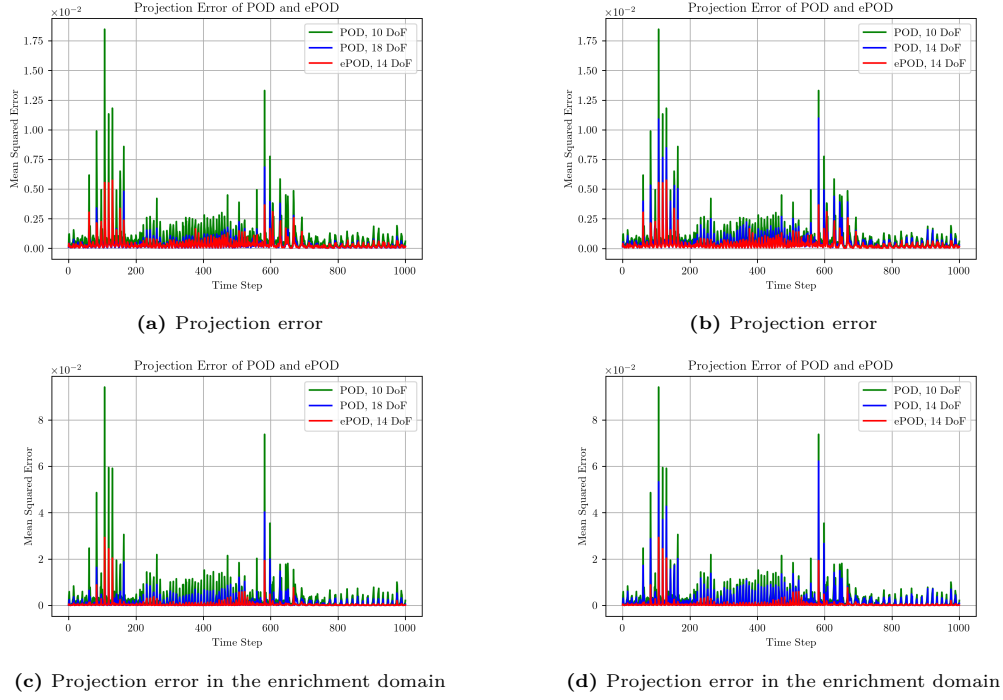 Projection Error of POD and ePOD
×10−2
POD, 10 DoF
POD, 18 DoF
ePOD, 14 DoF
1.75
1.50
1.25
1.00
0.75
0.50
0.25
0.00
Mean Squared Error
0 200 400 600 800 1000
Time Step
(a) Projection error
Projection Error of POD and ePOD
×10−2
POD, 10 DoF
POD, 14 DoF
ePOD, 14 DoF
1.75
1.50
1.25
1.00
0.75
0.50
0.25
0.00
Mean Squared Error
0 200 400 600 800 1000
Time Step
(b) Projection error
Projection Error of POD and ePOD
×10−2
POD, 10 DoF
POD, 18 DoF
ePOD, 14 DoF
8
6
4
2
0
Mean Squared Error
0 200 400 600 800 1000
Time Step
(c) Projection error in the enrichment domain
Projection Error of POD and ePOD
×10−2
POD, 10 DoF
POD, 14 DoF
ePOD, 14 DoF
8
6
4
2
0
Mean Squared Error
0 200 400 600 800 1000
Time Step
(d) Projection error in the enrichment domain